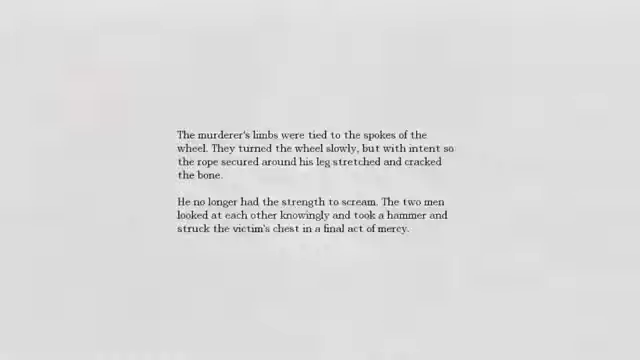 The murderer's limbs were tied to the spokes of the
wheel. They turned the wheel slowly, but with intent so
the rope secured around his leg stretched and cracked
the bone.
He no longer had the strength to scream. The two men
looked at each other knowingly and took a hammer and
struck the victim's chest in a final act of mercy.